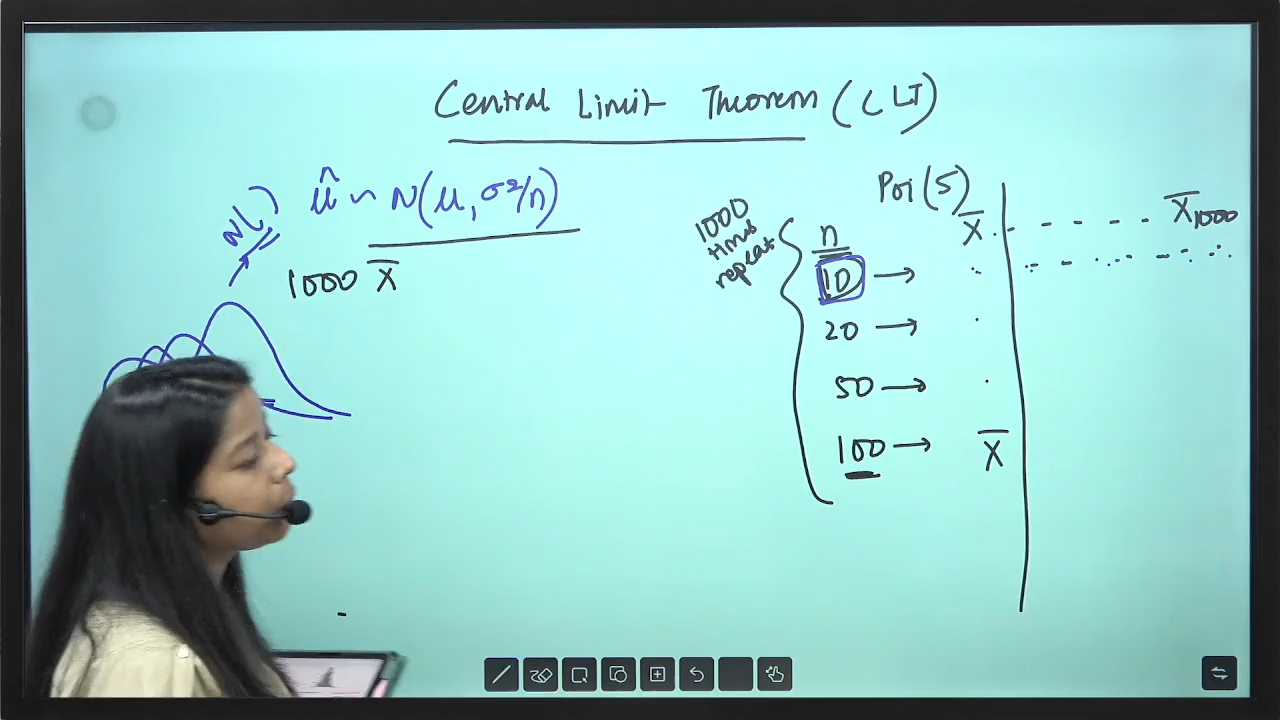 Central Limit Theorem (CLT)
μ̂ ~ N(μ, σ²/n)
1000 X̄
1000
times
repeat
Poi(5)
n X̄ - - - - X̄1000
10 →
20 →
50 →
100 → X̄